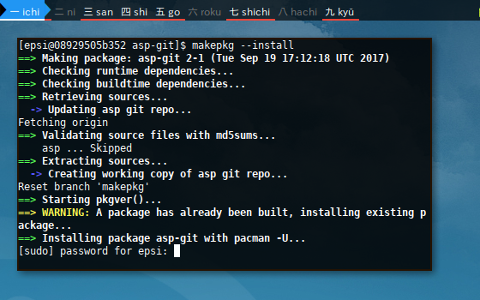 一 ichi 二 ni 三 san 四 shi 五 go 六 roku 七 shichi 八 hachi 九 kyū
[epsi@08929505b352 asp-git]$ makepkg --install
==> Making package: asp-git 2-1 (Tue Sep 19 17:12:18 UTC 2017)
==> Checking runtime dependencies...
==> Checking buildtime dependencies...
==> Retrieving sources...
  -> Updating asp git repo...
Fetching origin
==> Validating source files with md5sums...
    asp ... Skipped
==> Extracting sources...
  -> Creating working copy of asp git repo...
Reset branch 'makepkg'
==> Starting pkgver()...
==> WARNING: A package has already been built, installing existing p
ackage...
==> Installing package asp-git with pacman -U...
[sudo] password for epsi: